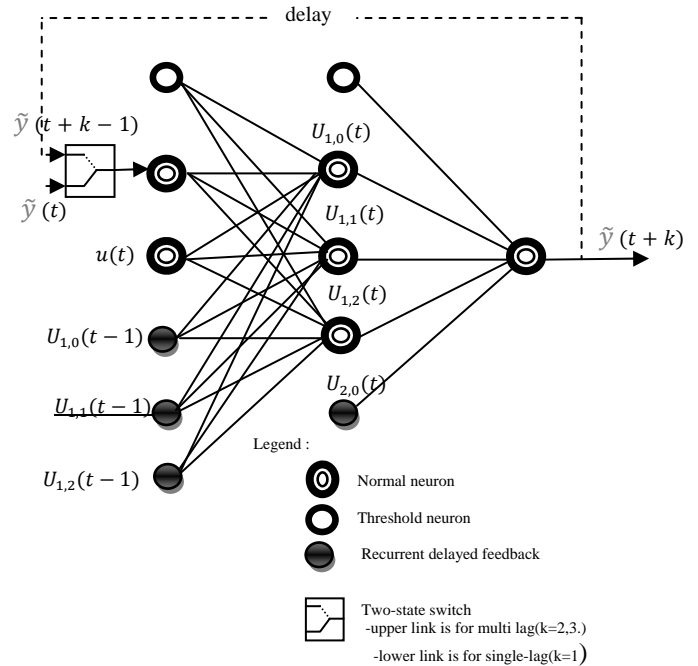 delay
ỹ (t + k − 1)
U₁,₀(t)
ỹ (t)
U₁,₁(t)
u(t)
ỹ (t + k)
U₁,₂(t)
U₁,₀(t − 1)
U₂,₀(t)
U₁,₁(t − 1)
Legend :
U₁,₂(t − 1)
Normal neuron
Threshold neuron
Recurrent delayed feedback
Two-state switch
-upper link is for multi lag(k=2,3.)
-lower link is for single-lag(k=1)